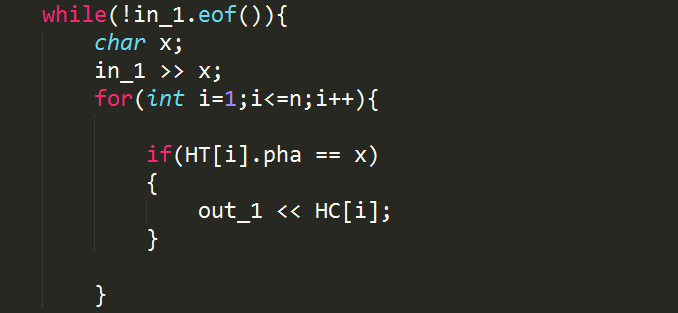 while(!in_1.eof()){
char x;
in_1 >> x;
for(int i=1;i<=n;i++){
if(HT[i].pha == x)
{
out_1 << HC[i];
}
}